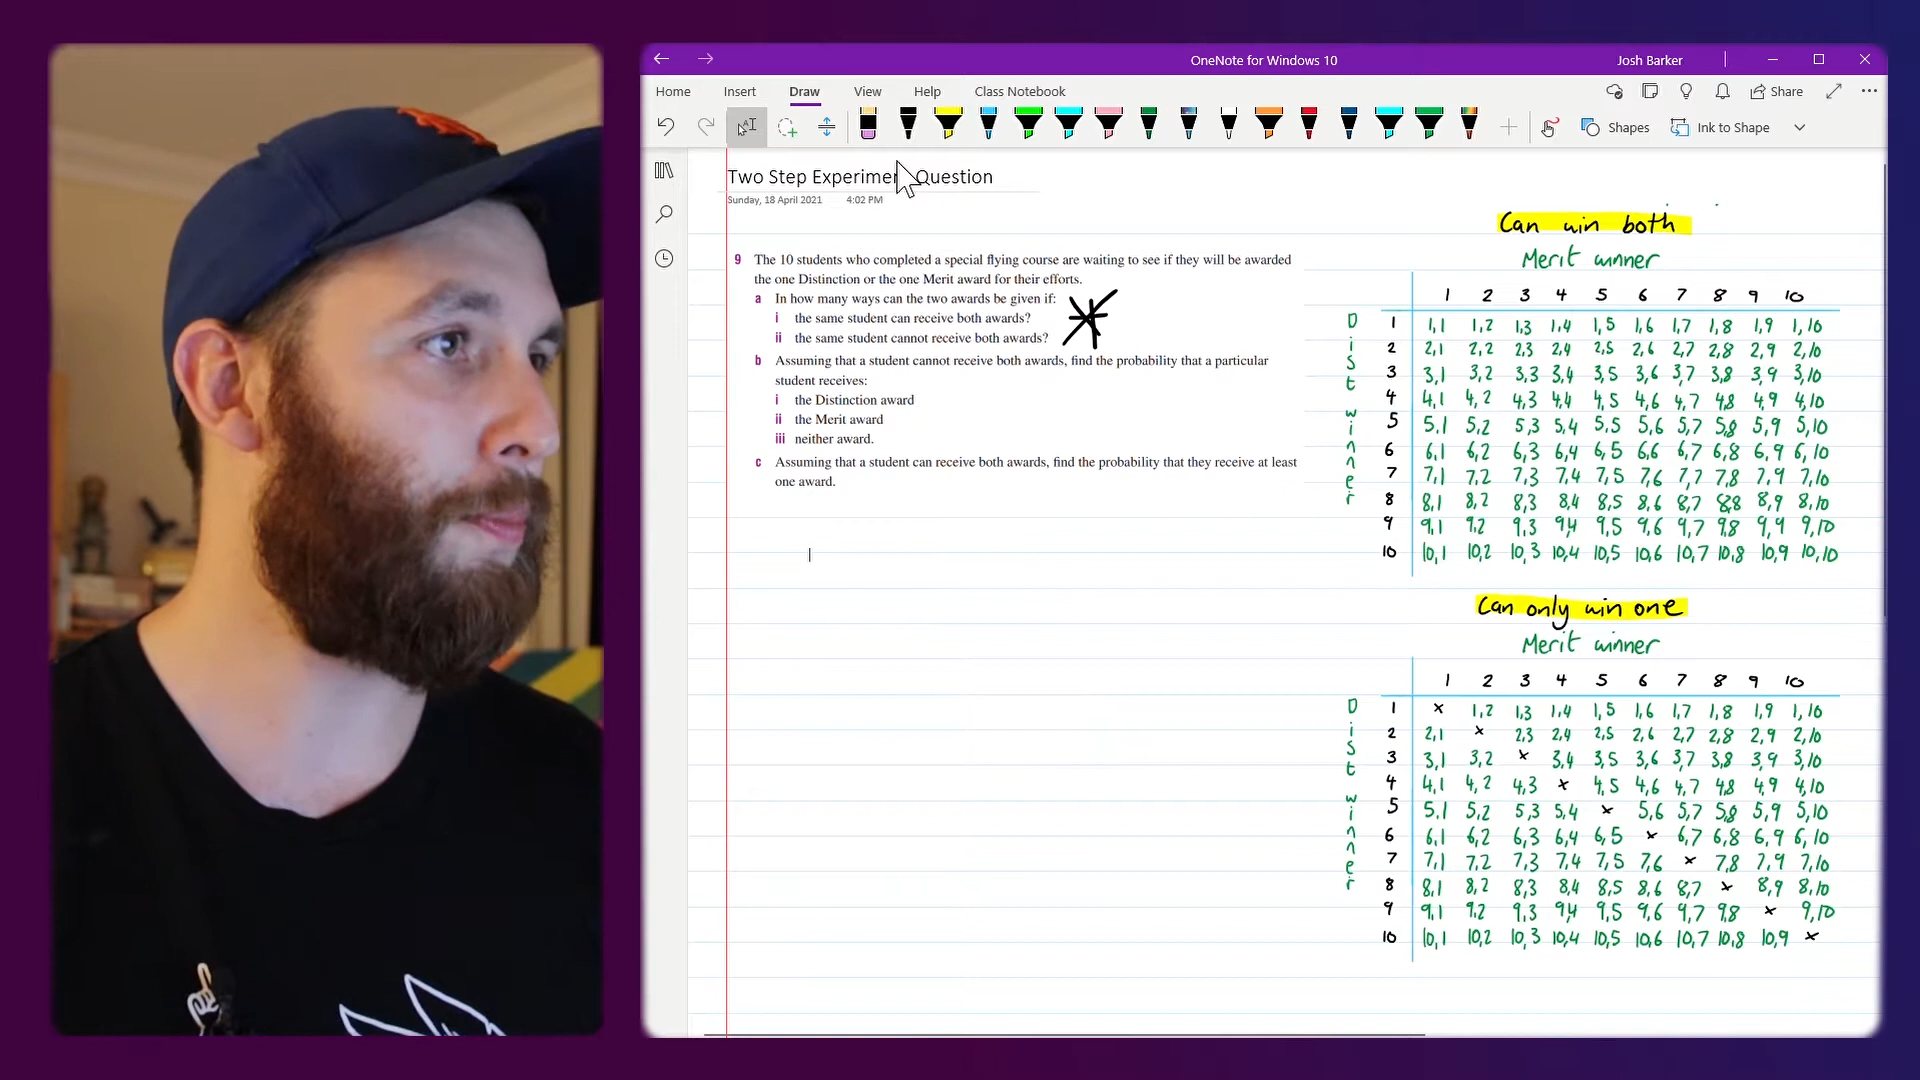 OneNote for Windows 10
Josh Barker
Home Insert Draw View Help Class Notebook
Share
Shapes
Ink to Shape
Two Step Experiment Question
Sunday, 18 April 2021 4:02 PM
9 The 10 students who completed a special flying course are waiting to see if they will be awarded
the one Distinction or the one Merit award for their efforts.
a In how many ways can the two awards be given if:
i the same student can receive both awards?
ii the same student cannot receive both awards?
b Assuming that a student cannot receive both awards, find the probability that a particular
student receives:
i the Distinction award
ii the Merit award
iii neither award.
c Assuming that a student can receive both awards, find the probability that they receive at least
one award.
Can win both
Merit winner
Dist winner
1 2 3 4 5 6 7 8 9 10
1 1,1 1,2 1,3 1,4 1,5 1,6 1,7 1,8 1,9 1,10
2 2,1 2,2 2,3 2,4 2,5 2,6 2,7 2,8 2,9 2,10
3 3,1 3,2 3,3 3,4 3,5 3,6 3,7 3,8 3,9 3,10
4 4,1 4,2 4,3 4,4 4,5 4,6 4,7 4,8 4,9 4,10
5 5,1 5,2 5,3 5,4 5,5 5,6 5,7 5,8 5,9 5,10
6 6,1 6,2 6,3 6,4 6,5 6,6 6,7 6,8 6,9 6,10
7 7,1 7,2 7,3 7,4 7,5 7,6 7,7 7,8 7,9 7,10
8 8,1 8,2 8,3 8,4 8,5 8,6 8,7 8,8 8,9 8,10
9 9,1 9,2 9,3 9,4 9,5 9,6 9,7 9,8 9,9 9,10
10 10,1 10,2 10,3 10,4 10,5 10,6 10,7 10,8 10,9 10,10
Can only win one
Merit winner
Dist winner
1 2 3 4 5 6 7 8 9 10
1 × 1,2 1,3 1,4 1,5 1,6 1,7 1,8 1,9 1,10
2 2,1 × 2,3 2,4 2,5 2,6 2,7 2,8 2,9 2,10
3 3,1 3,2 × 3,4 3,5 3,6 3,7 3,8 3,9 3,10
4 4,1 4,2 4,3 × 4,5 4,6 4,7 4,8 4,9 4,10
5 5,1 5,2 5,3 5,4 × 5,6 5,7 5,8 5,9 5,10
6 6,1 6,2 6,3 6,4 6,5 × 6,7 6,8 6,9 6,10
7 7,1 7,2 7,3 7,4 7,5 7,6 × 7,8 7,9 7,10
8 8,1 8,2 8,3 8,4 8,5 8,6 8,7 × 8,9 8,10
9 9,1 9,2 9,3 9,4 9,5 9,6 9,7 9,8 × 9,10
10 10,1 10,2 10,3 10,4 10,5 10,6 10,7 10,8 10,9 ×